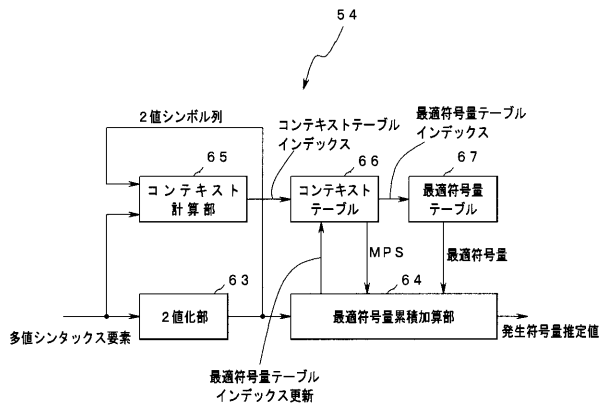 54
2値シンボル列
コンテキストテーブル
インデックス
最適符号量テーブル
インデックス
65
コンテキスト
計算部
66
コンテキスト
テーブル
67
最適符号量
テーブル
MPS
最適符号量
63
2値化部
64
最適符号量累積加算部
多値シンタックス要素
発生符号量推定値
最適符号量テーブル
インデックス更新